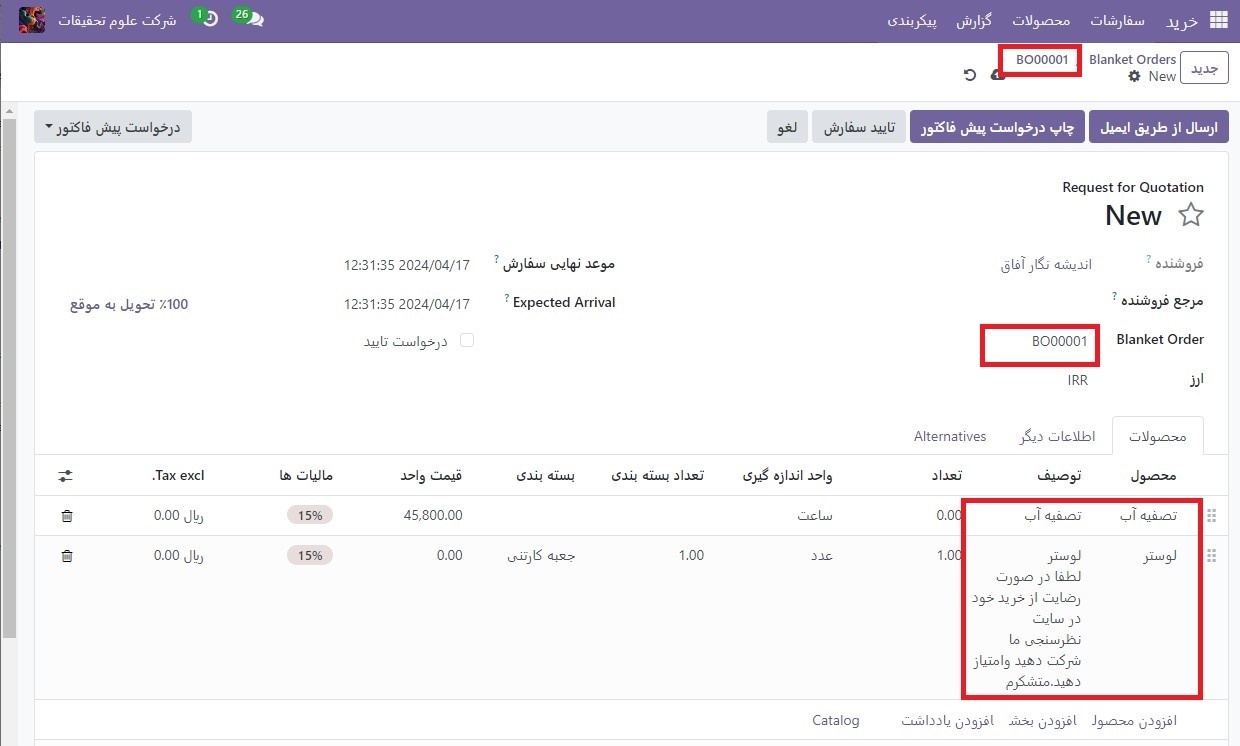 خرید
سفارشات
محصولات
گزارش
پیکربندی
26
1
شرکت علوم تحقیقات
جدید
Blanket Orders
BO00001
New
ارسال از طریق ایمیل
چاپ درخواست پیش فاکتور
تایید سفارش
لغو
درخواست پیش فاکتور
Request for Quotation
New
فروشنده ?
اندیشه نگار آفاق
موعد نهایی سفارش ?
2024/04/17 12:31:35
مرجع فروشنده ?
Expected Arrival ?
2024/04/17 12:31:35
100٪ تحویل به موقع
Blanket Order
BO00001
درخواست تایید
ارز
IRR
محصولات
اطلاعات دیگر
Alternatives
محصول
توصیف
تعداد
واحد اندازه گیری
تعداد بسته بندی
بسته بندی
قیمت واحد
مالیات ها
Tax excl.
تصفیه آب
تصفیه آب
0.00
ساعت
45,800.00
15%
ریال 0.00
لوستر
لوستر
لطفا در صورت
رضایت از خرید خود
در سایت
نظرسنجی ما
شرکت دهید وامتیاز
دهید.متشکرم
1.00
عدد
1.00
جعبه کارتنی
0.00
15%
ریال 0.00
افزودن محصول
افزودن بخش
افزودن یادداشت
Catalog